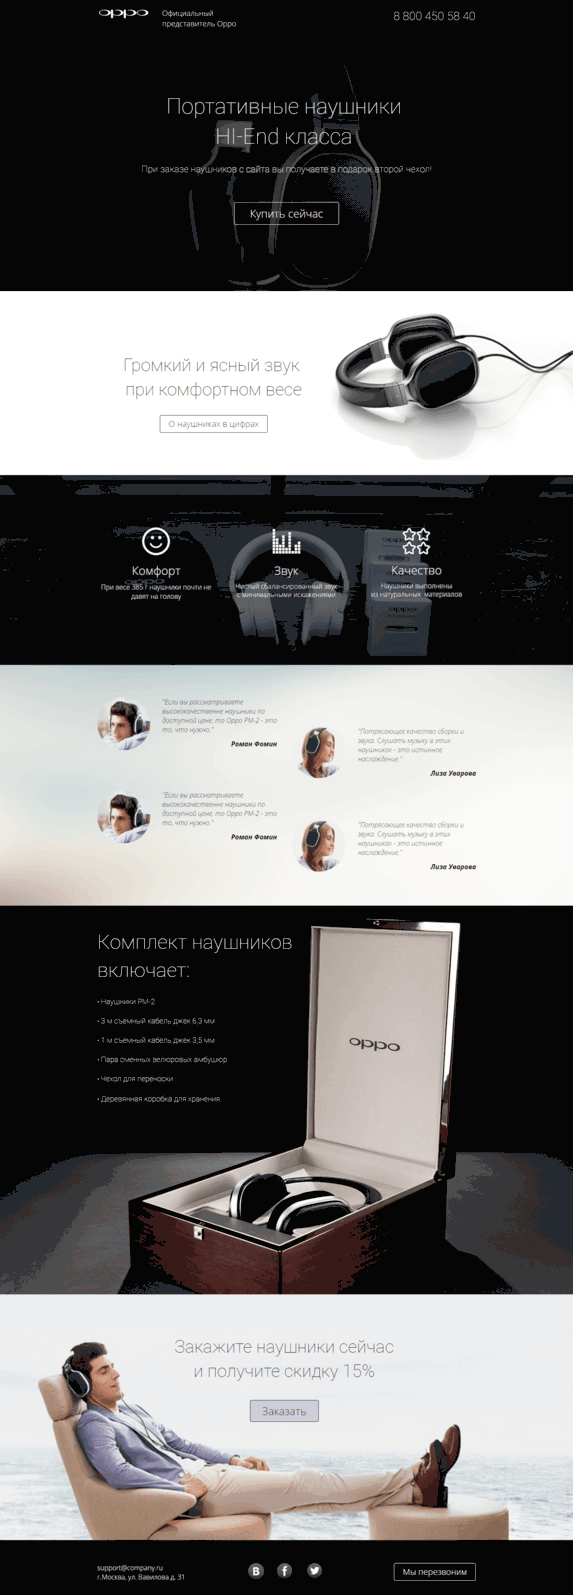 oppo
Официальный
представитель Oppo
8 800 450 58 40
Портативные наушники
HI-End класса
При заказе наушников с сайта вы получаете в подарок второй чехол!
Купить сейчас
Громкий и ясный звук
при комфортном весе
О наушниках в цифрах
Комфорт
При весе 385 г наушники почти не
давят на голову
Звук
Чистый сбалансированный звук
с минимальными искажениями
Качество
Наушники выполнены
из натуральных материалов
oppo
oppo
"Если вы рассматриваете
высококачественне наушники по
доступной цене, то Oppo PM-2 - это
то, что нужно."
Роман Фомин
"Потрясающее качество сборки и
звука. Слушать музыку в этих
наушниках - это истинное
наслаждение."
Лиза Уварова
"Если вы рассматриваете
высококачественне наушники по
доступной цене, то Oppo PM-2 - это
то, что нужно."
Роман Фомин
"Потрясающее качество сборки и
звука. Слушать музыку в этих
наушниках - это истинное
наслаждение."
Лиза Уварова
Комплект наушников
включает:
• Наушники PM-2
• 3 м съемный кабель джек 6,3 мм
• 1 м съемный кабель джек 3,5 мм
• Пара сменных велюровых амбушюр
• Чехол для переноски
• Деревянная коробка для хранения
oppo
Закажите наушники сейчас
и получите скидку 15%
Заказать
support@company.ru
г.Москва, ул. Вавилова д. 31
В
f
Мы перезвоним